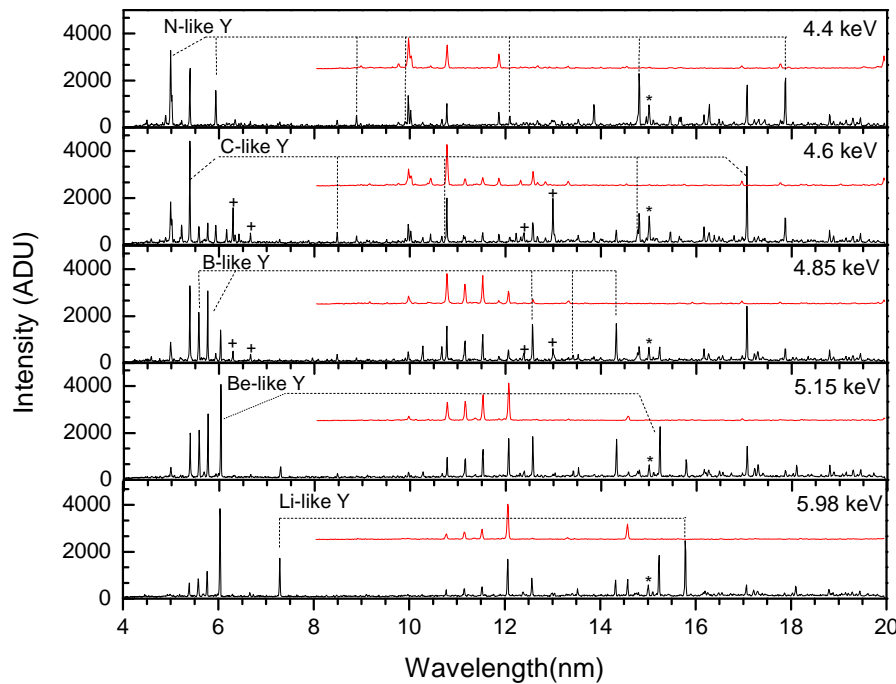 N-like Y
4.4 keV
4000
2000
0
*
C-like Y
4.6 keV
4000
2000
0
+ + + + *
B-like Y
4.85 keV
4000
2000
0
+ + + + *
Be-like Y
5.15 keV
4000
2000
0
*
Li-like Y
5.98 keV
4000
2000
0
*
4 6 8 10 12 14 16 18 20
Wavelength(nm)
Intensity (ADU)